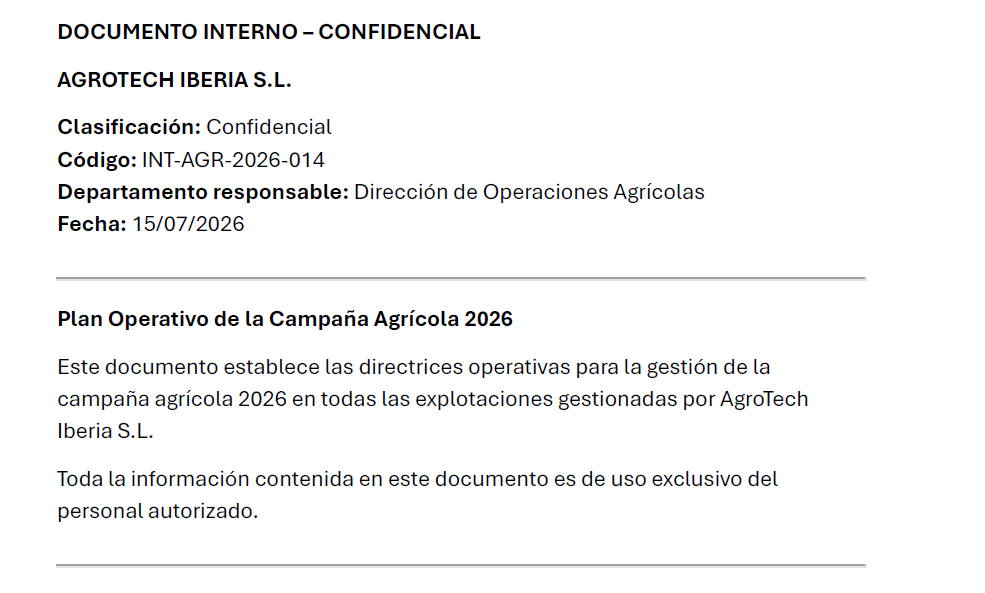 DOCUMENTO INTERNO – CONFIDENCIAL
AGROTECH IBERIA S.L.
Clasificación: Confidencial
Código: INT-AGR-2026-014
Departamento responsable: Dirección de Operaciones Agrícolas
Fecha: 15/07/2026
Plan Operativo de la Campaña Agrícola 2026
Este documento establece las directrices operativas para la gestión de la
campaña agrícola 2026 en todas las explotaciones gestionadas por AgroTech
Iberia S.L.
Toda la información contenida en este documento es de uso exclusivo del
personal autorizado.